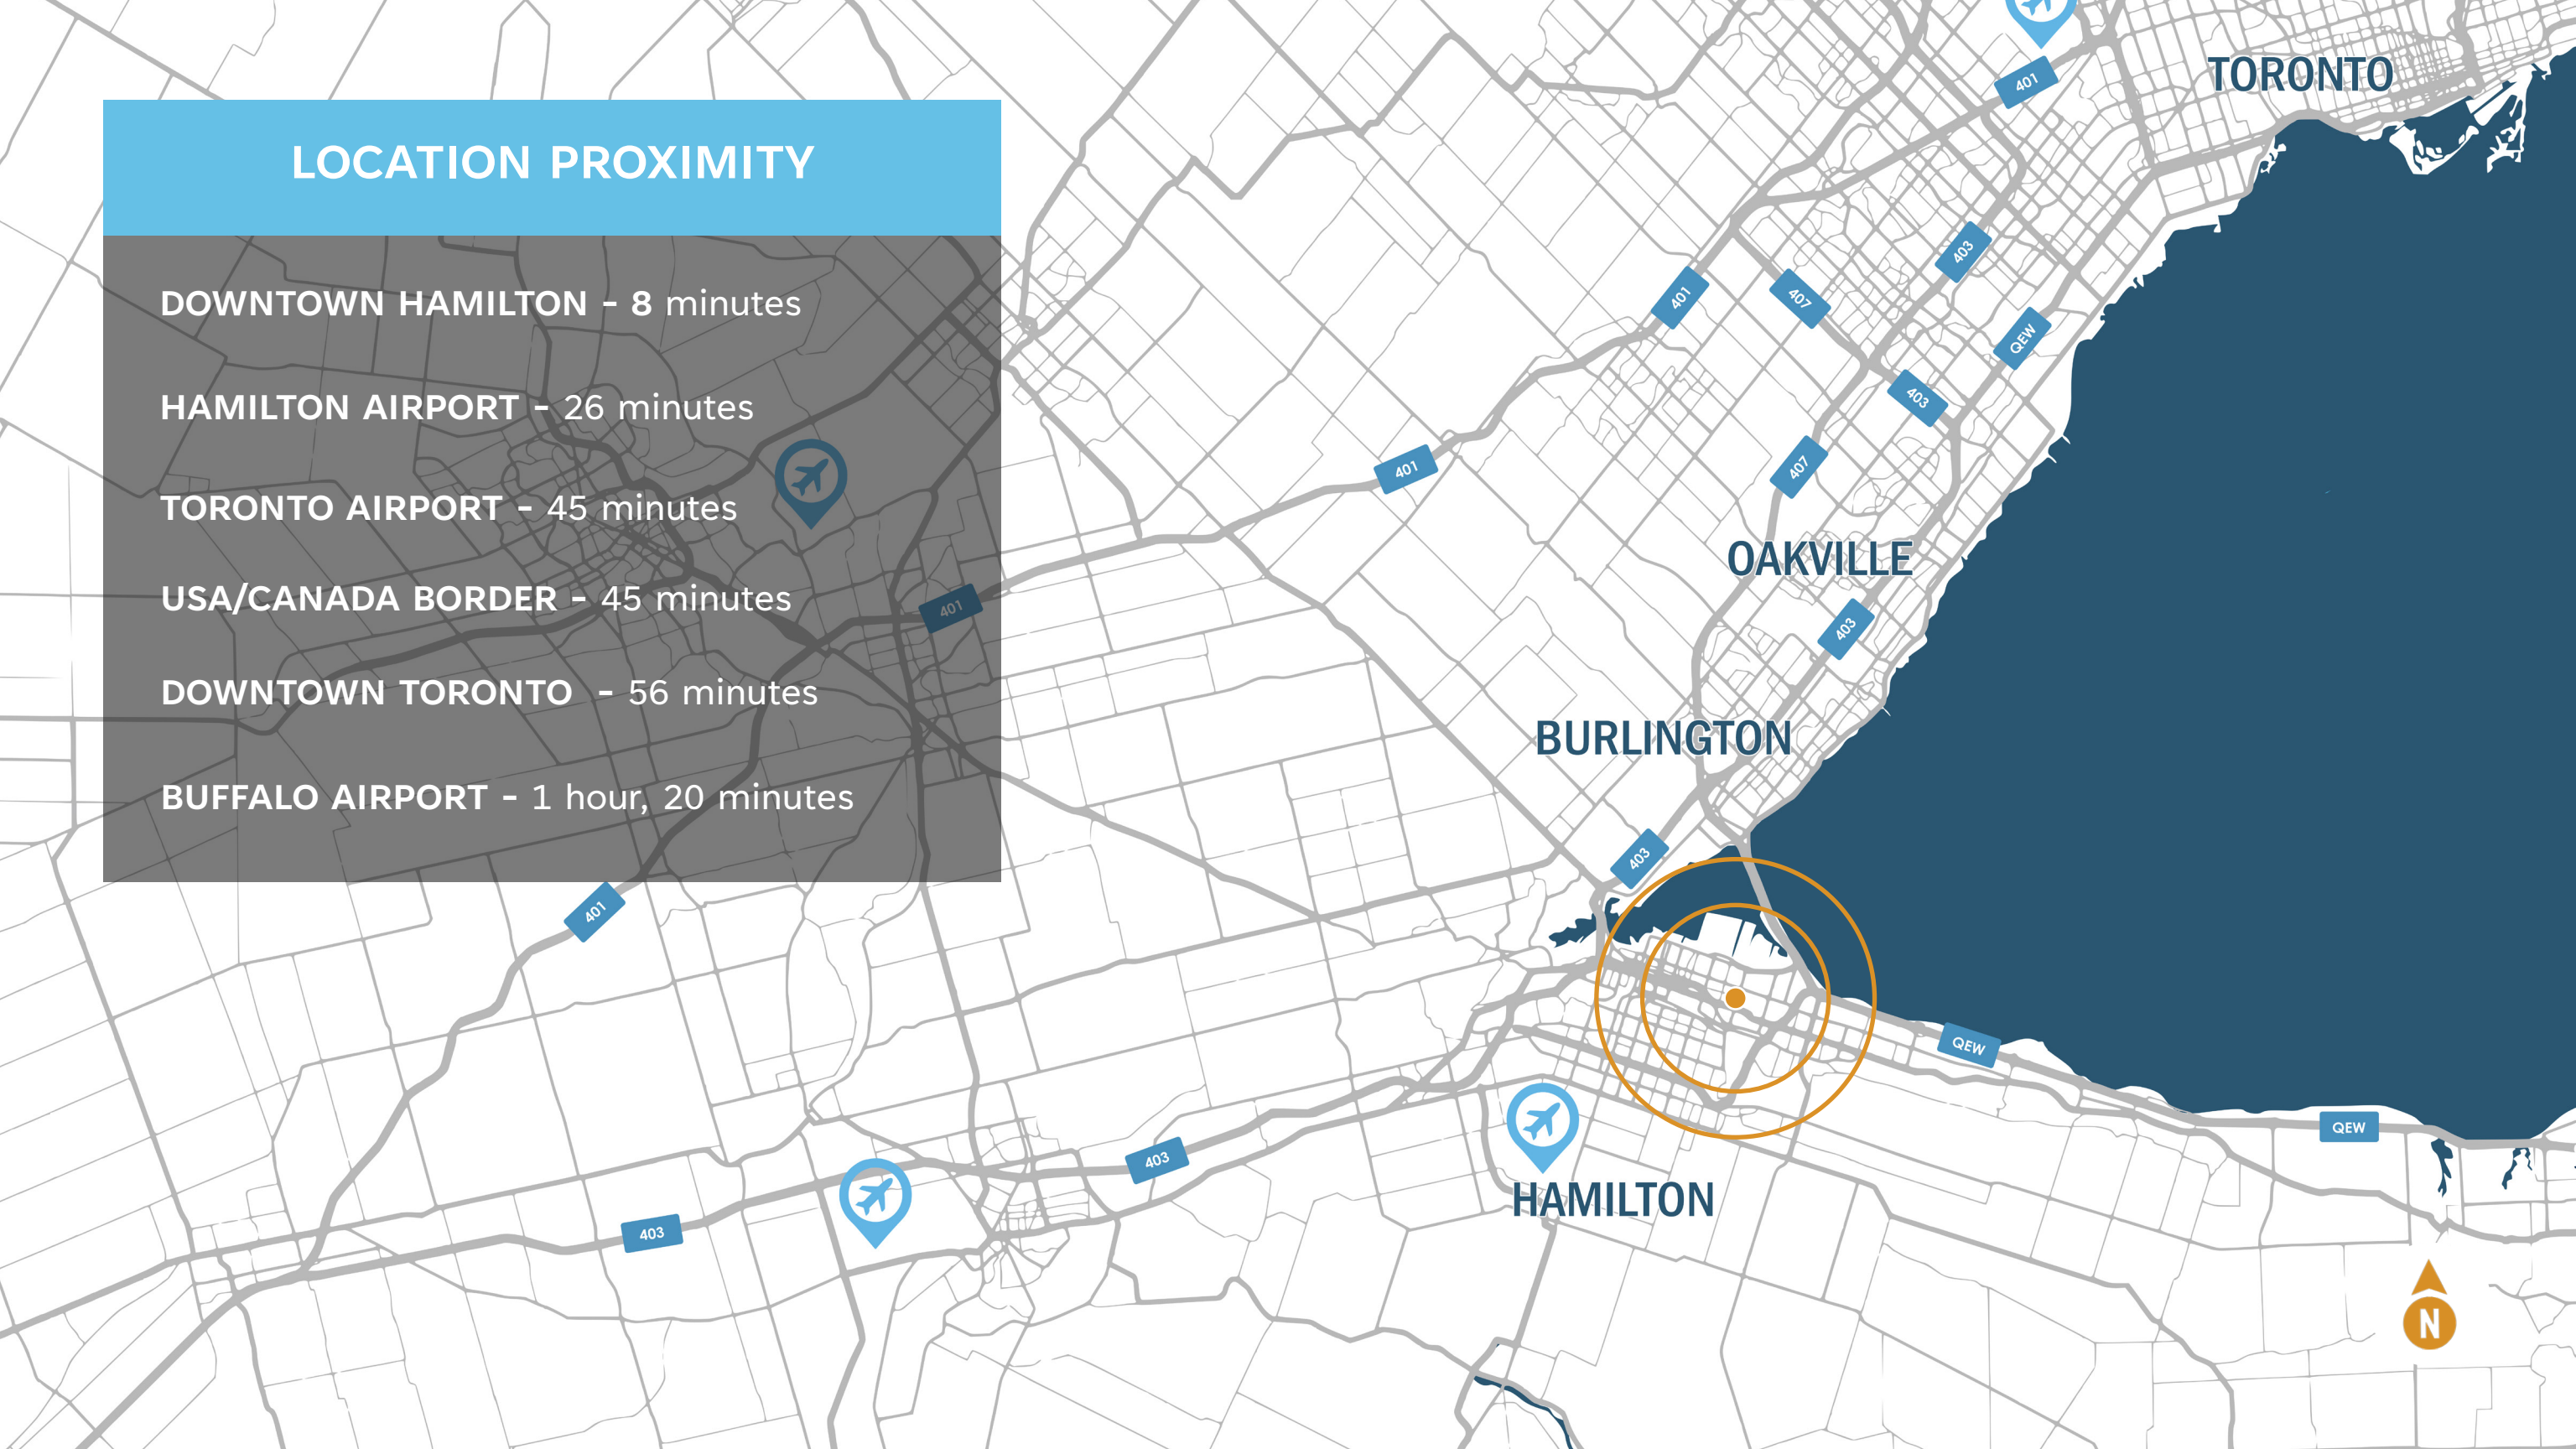 LOCATION PROXIMITY
DOWNTOWN HAMILTON - 8 minutes
HAMILTON AIRPORT - 26 minutes
TORONTO AIRPORT - 45 minutes
USA/CANADA BORDER - 45 minutes
DOWNTOWN TORONTO - 56 minutes
BUFFALO AIRPORT - 1 hour, 20 minutes
TORONTO
401
403
401
407
QEW
403
401
407
OAKVILLE
401
403
BURLINGTON
403
401
QEW
QEW
403
HAMILTON
403
N